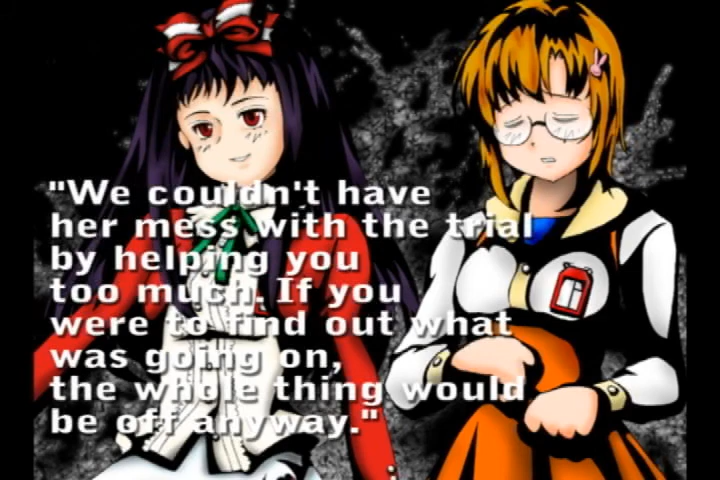 "We couldn't have
her mess with the trial
by helping you
too much. If you
were to find out what
was going on,
the whole thing would
be off anyway."